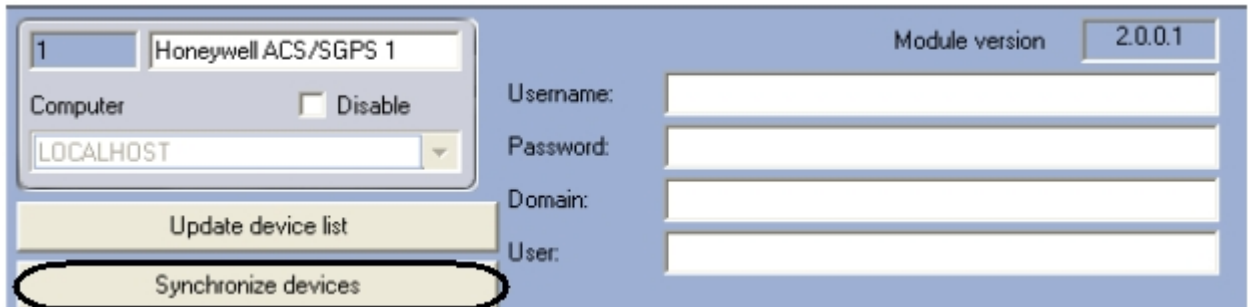 1 Honeywell ACS/SGPS 1
Module version 2.0.0.1
Computer Disable
LOCALHOST
Username:
Password:
Domain:
User:
Update device list
Synchronize devices